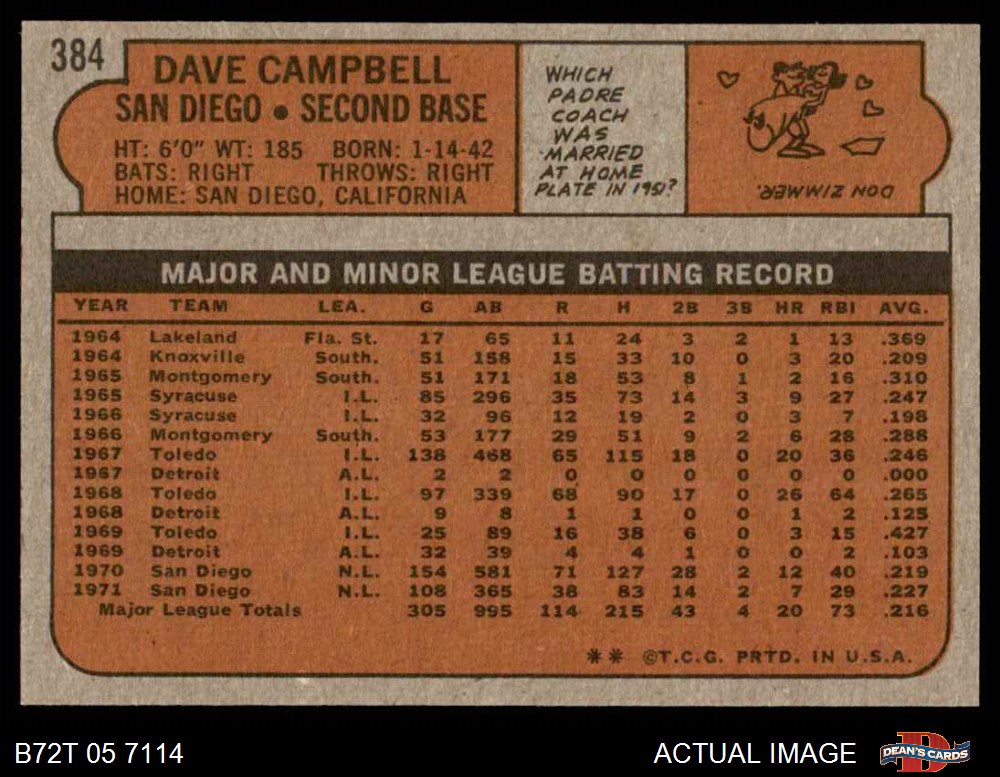 384
DAVE CAMPBELL
SAN DIEGO • SECOND BASE
HT: 6'0" WT: 185 BORN: 1-14-42
BATS: RIGHT THROWS: RIGHT
HOME: SAN DIEGO, CALIFORNIA
WHICH
PADRE
COACH
WAS
MARRIED
AT HOME
PLATE IN 1951?
DON ZIMMER.
MAJOR AND MINOR LEAGUE BATTING RECORD
YEAR TEAM LEA. G AB R H 2B 3B HR RBI AVG.
1964 Lakeland Fla. St. 17 65 11 24 3 2 1 13 .369
1964 Knoxville South. 51 158 15 33 10 0 3 20 .209
1965 Montgomery South. 51 171 18 53 8 1 2 16 .310
1965 Syracuse I.L. 85 296 35 73 14 3 9 27 .247
1966 Syracuse I.L. 32 96 12 19 2 0 3 7 .198
1966 Montgomery South. 53 177 29 51 9 2 6 28 .288
1967 Toledo I.L. 138 468 65 115 18 0 20 36 .246
1967 Detroit A.L. 2 2 0 0 0 0 0 0 .000
1968 Toledo I.L. 97 339 68 90 17 0 26 64 .265
1968 Detroit A.L. 9 8 1 1 0 0 1 2 .125
1969 Toledo I.L. 25 89 16 38 6 0 3 15 .427
1969 Detroit A.L. 32 39 4 4 1 0 0 2 .103
1970 San Diego N.L. 154 581 71 127 28 2 12 40 .219
1971 San Diego N.L. 108 365 38 83 14 2 7 29 .227
Major League Totals 305 995 114 215 43 4 20 73 .216
** ©T.C.G. PRTD. IN U.S.A.
B72T 05 7114
ACTUAL IMAGE
D
DEAN'S CARDS